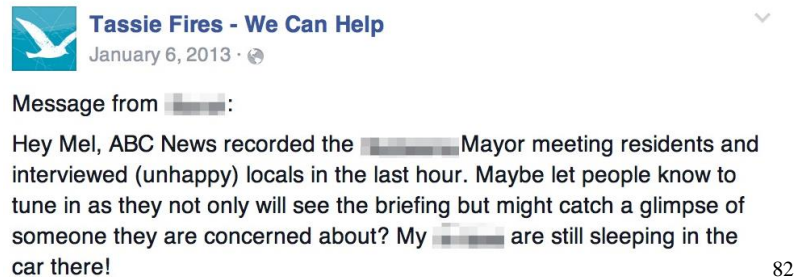 Tassie Fires - We Can Help
January 6, 2013
Message from :
Hey Mel, ABC News recorded the Mayor meeting residents and
interviewed (unhappy) locals in the last hour. Maybe let people know to
tune in as they not only will see the briefing but might catch a glimpse of
someone they are concerned about? My are still sleeping in the
car there!
82